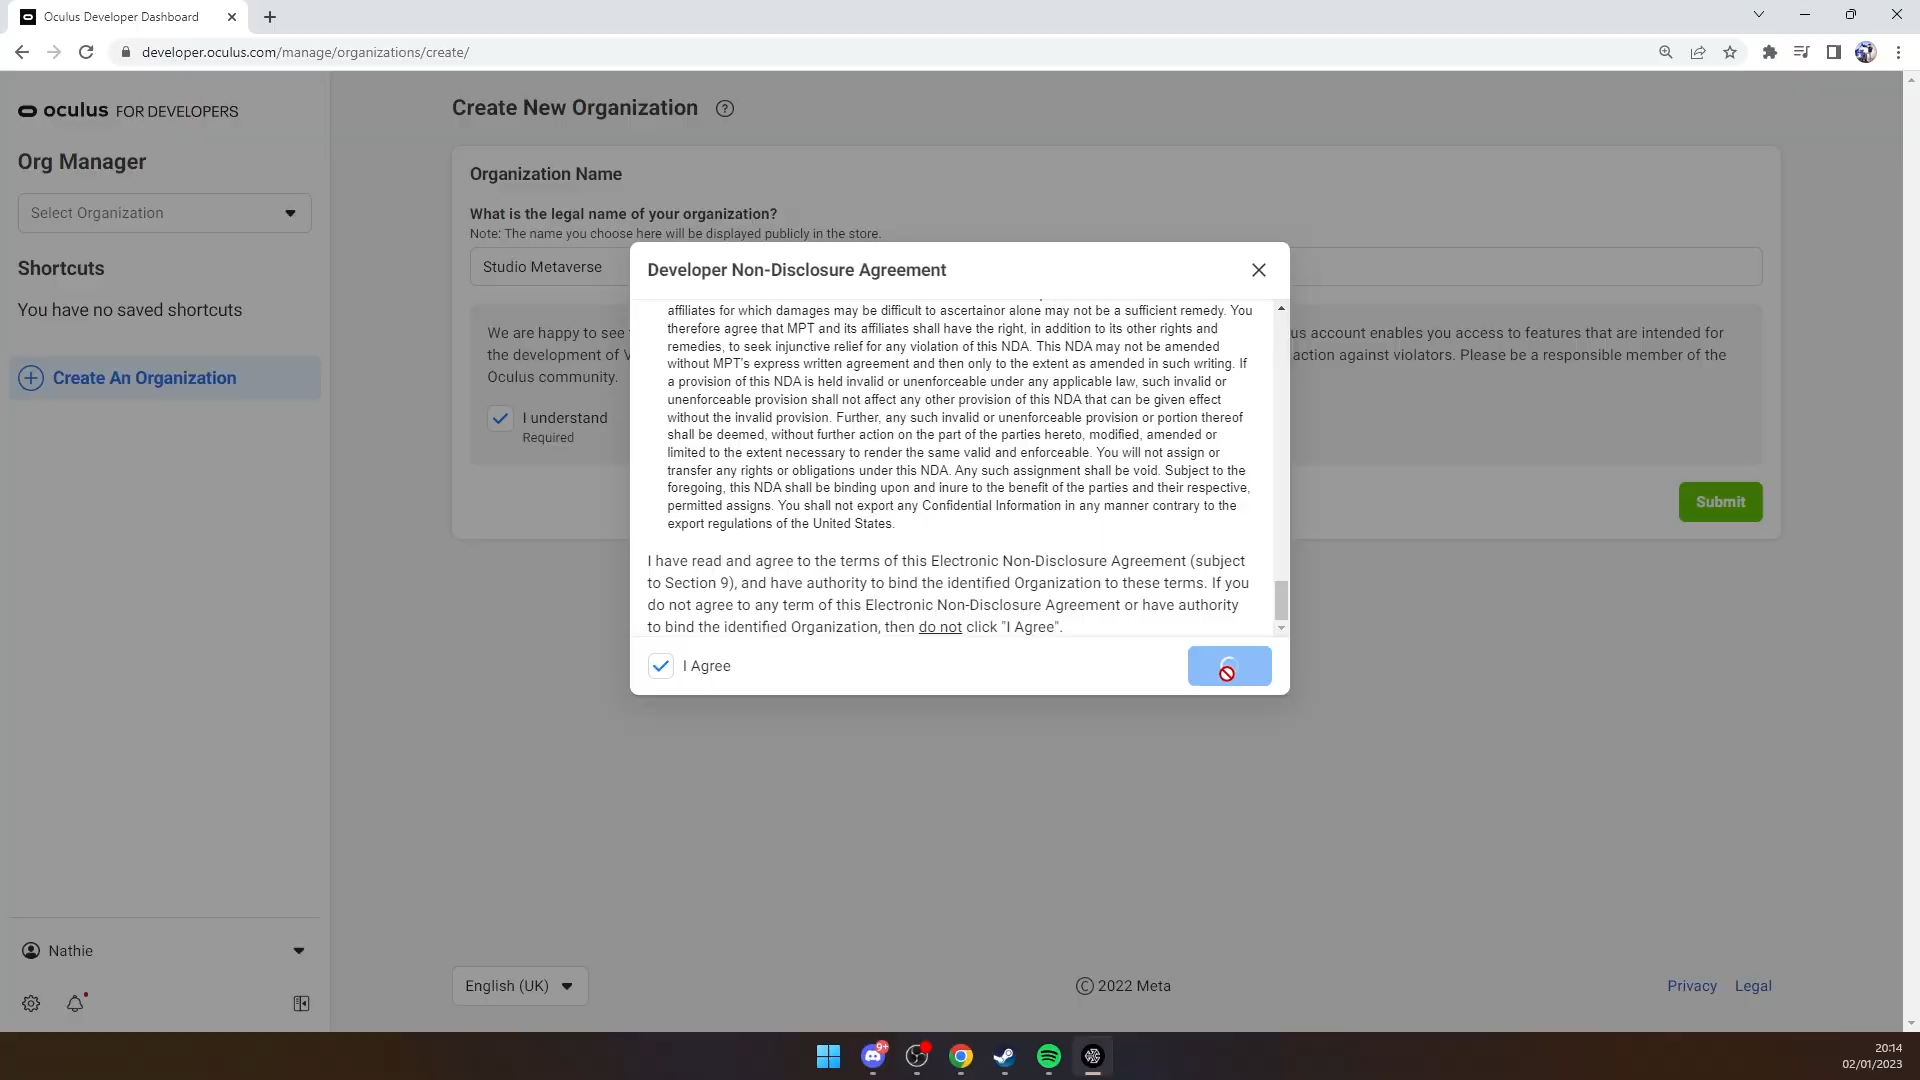 Oculus Developer Dashboard
developer.oculus.com/manage/organizations/create/
oculus FOR DEVELOPERS
Org Manager
Select Organization
Shortcuts
You have no saved shortcuts
Create An Organization
Nathie
Create New Organization
Organization Name
What is the legal name of your organization?
Note: The name you choose here will be displayed publicly in the store.
Studio Metaverse
We are happy to see
us account enables you access to features that are intended for
the development of V
action against violators. Please be a responsible member of the
Oculus community.
I understand
Required
Submit
Developer Non-Disclosure Agreement
affiliates for which damages may be difficult to ascertainor alone may not be a sufficient remedy. You
therefore agree that MPT and its affiliates shall have the right, in addition to its other rights and
remedies, to seek injunctive relief for any violation of this NDA. This NDA may not be amended
without MPT's express written agreement and then only to the extent as amended in such writing. If
a provision of this NDA is held invalid or unenforceable under any applicable law, such invalid or
unenforceable provision shall not affect any other provision of this NDA that can be given effect
without the invalid provision. Further, any such invalid or unenforceable provision or portion thereof
shall be deemed, without further action on the part of the parties hereto, modified, amended or
limited to the extent necessary to render the same valid and enforceable. You will not assign or
transfer any rights or obligations under this NDA. Any such assignment shall be void. Subject to the
foregoing, this NDA shall be binding upon and inure to the benefit of the parties and their respective,
permitted assigns. You shall not export any Confidential Information in any manner contrary to the
export regulations of the United States.
I have read and agree to the terms of this Electronic Non-Disclosure Agreement (subject
to Section 9), and have authority to bind the identified Organization to these terms. If you
do not agree to any term of this Electronic Non-Disclosure Agreement or have authority
to bind the identified Organization, then do not click "I Agree".
I Agree
English (UK)
© 2022 Meta
Privacy
Legal
9+
20:14
02/01/2023